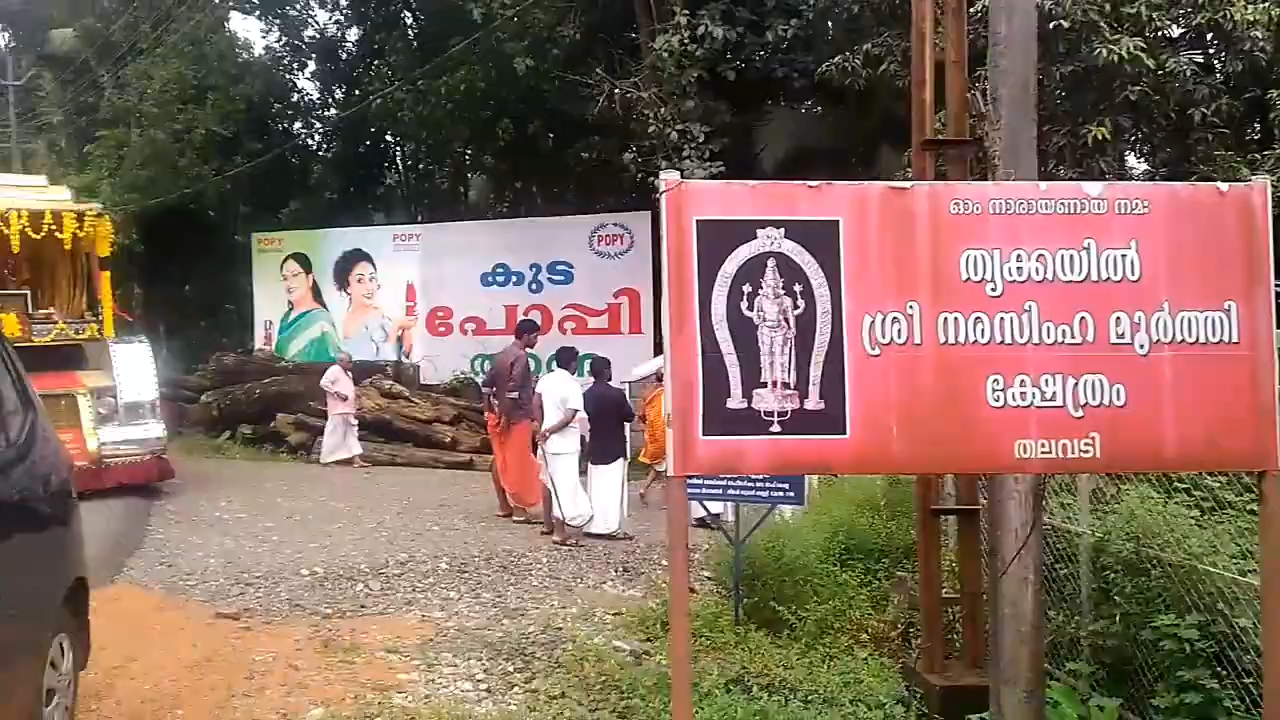 POPY
POPY
POPY
കുട
പോപ്പി
ഓം നാരായണായ നമഃ
തൃക്കയിൽ
ശ്രീ നരസിംഹ മൂർത്തി
ക്ഷേത്രം
തലവടി